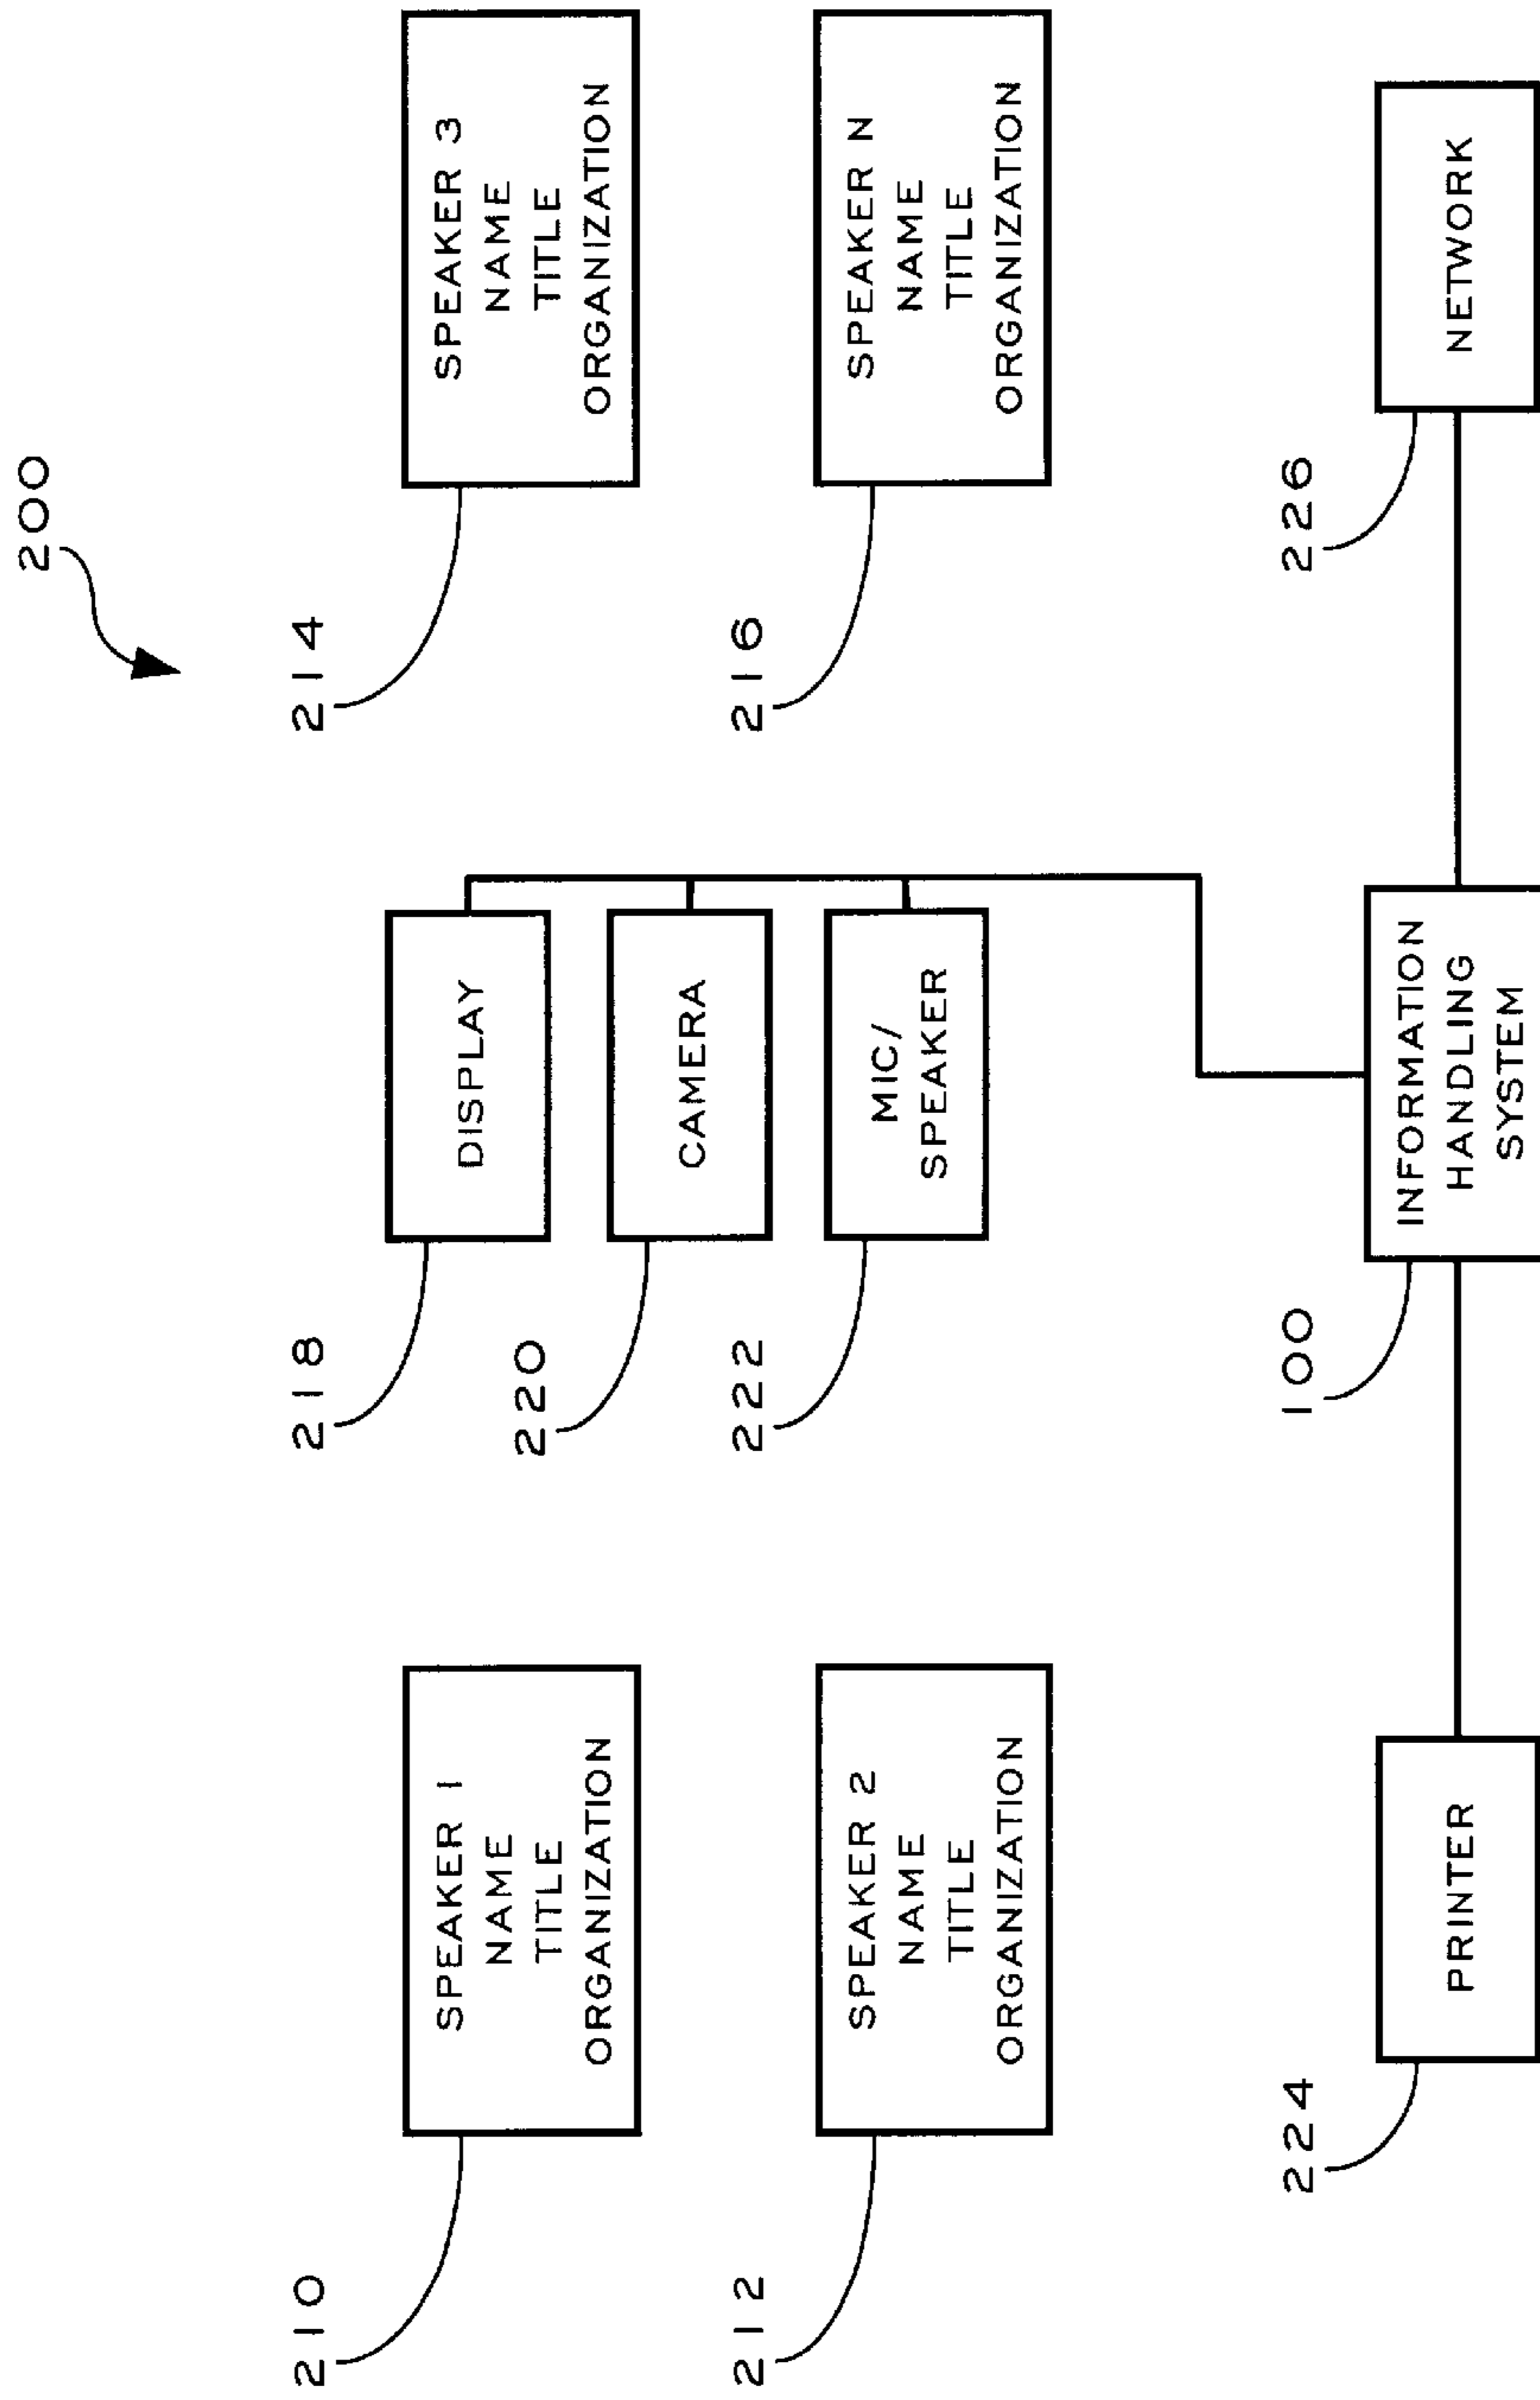 200
210
SPEAKER 1
NAME
TITLE
ORGANIZATION
218
DISPLAY
214
SPEAKER 3
NAME
TITLE
ORGANIZATION
220
CAMERA
212
SPEAKER 2
NAME
TITLE
ORGANIZATION
222
MIC/
SPEAKER
216
SPEAKER N
NAME
TITLE
ORGANIZATION
224
PRINTER
100
INFORMATION
HANDLING
SYSTEM
226
NETWORK